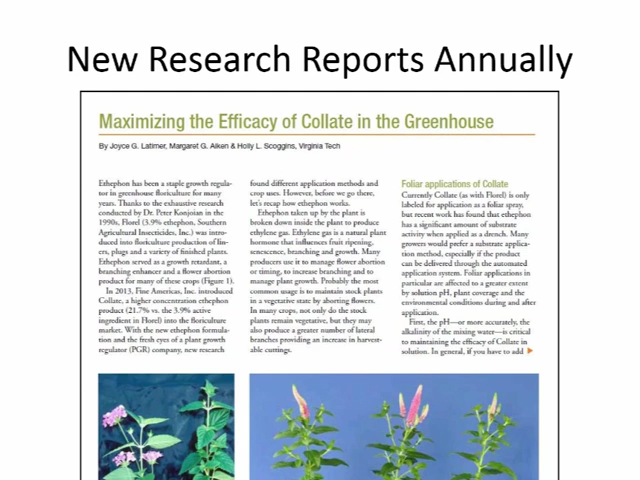 New Research Reports Annually
Maximizing the Efficacy of Collate in the Greenhouse
By Joyce G. Latimer, Margaret G. Aiken & Holly L. Scoggins, Virginia Tech
Ethephon has been a staple growth regula-
tor in greenhouse floriculture for many
years. Thanks to the exhaustive research
conducted by Dr. Peter Konjoian in the
1990s, Florel (3.9% ethephon, Southern
Agricultural Insecticides, Inc.) was intro-
duced into floriculture production of lin-
ers, plugs and a variety of finished plants.
Ethephon served as a growth retardant, a
branching enhancer and a flower abortion
product for many of these crops (Figure 1).
In 2013, Fine Americas, Inc. introduced
Collate, a higher concentration ethephon
product (21.7% vs. the 3.9% active
ingredient in Florel) into the floriculture
market. With the new ethephon formula-
tion and the fresh eyes of a plant growth
regulator (PGR) company, new research
found different application methods and
crop uses. However, before we go there,
let's recap how ethephon works.
Ethephon taken up by the plant is
broken down inside the plant to produce
ethylene gas. Ethylene gas is a natural plant
hormone that influences fruit ripening,
senescence, branching and growth. Many
producers use it to manage flower abortion
or timing, to increase branching and to
manage plant growth. Probably the most
common usage is to maintain stock plants
in a vegetative state by aborting flowers.
In many crops, not only do the stock
plants remain vegetative, but they may
also produce a greater number of lateral
branches providing an increase in harvest-
able cuttings.
Foliar applications of Collate
Currently Collate (as with Florel) is only
labeled for application as a foliar spray,
but recent work has found that ethephon
has a significant amount of substrate
activity when applied as a drench. Many
growers would prefer a substrate applica-
tion method, especially if the product
can be delivered through the automated
application system. Foliar applications in
particular are affected to a greater extent
by solution pH, plant coverage and the
environmental conditions during and after
application.
First, the pH—or more accurately, the
alkalinity of the mixing water—is critical
to maintaining the efficacy of Collate in
solution. In general, if you have to add